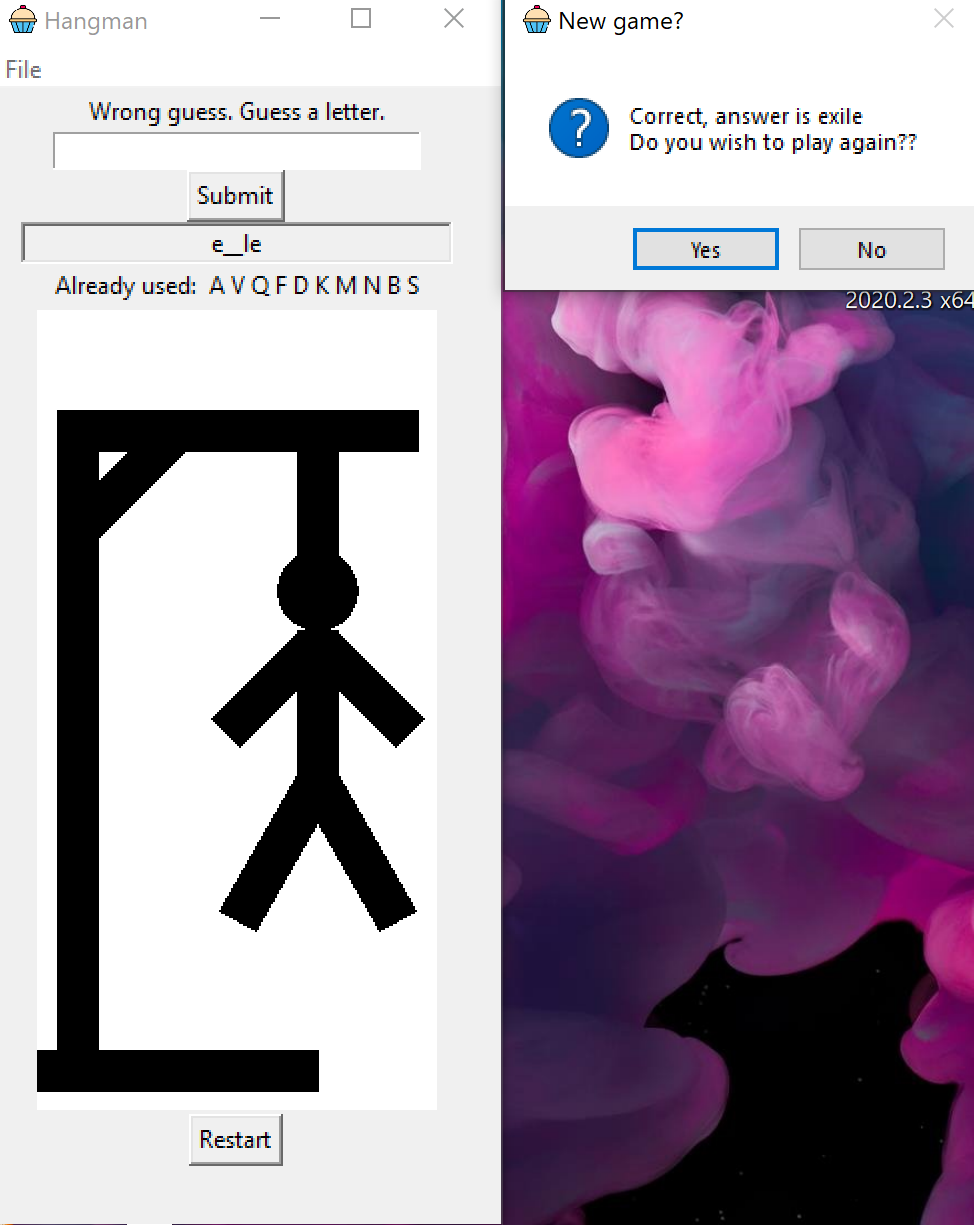 Hangman
File
Wrong guess. Guess a letter.
Submit
e__le
Already used: A V Q F D K M N B S
Restart
New game?
Correct, answer is exile
Do you wish to play again??
Yes
No
2020.2.3 x64